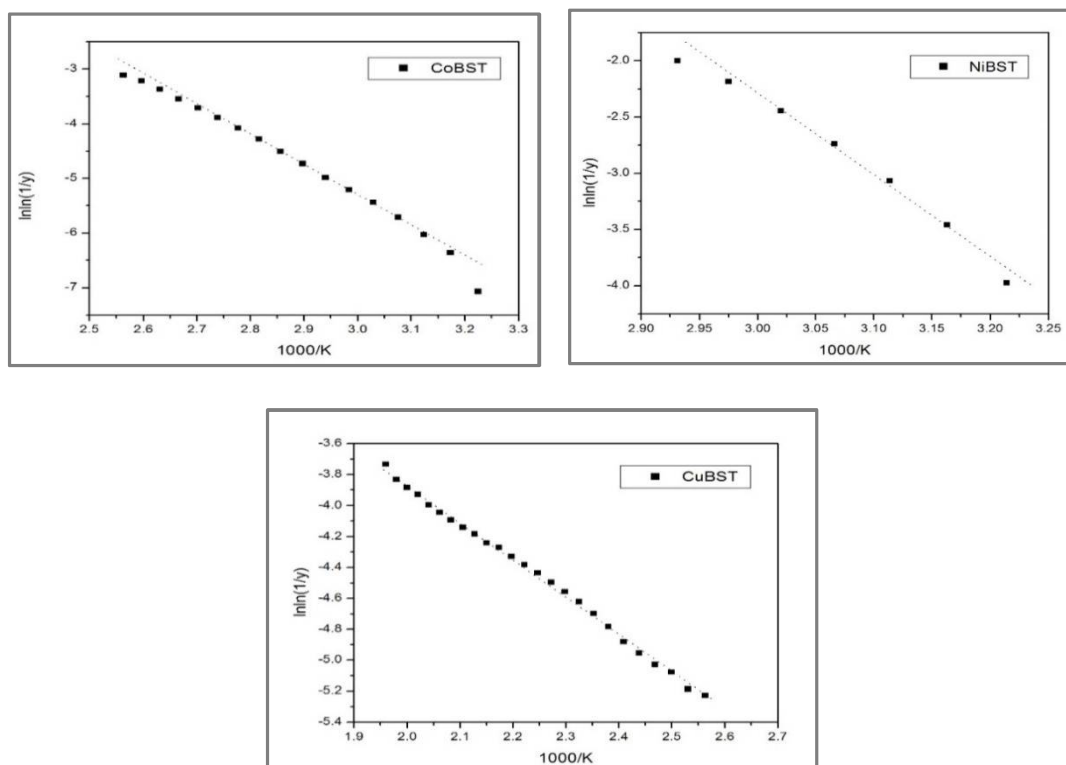 CoBST
-3
-4
-5
-6
-7
lnln(1/y)
2.5 2.6 2.7 2.8 2.9 3.0 3.1 3.2 3.3
1000/K
NiBST
-2.0
-2.5
-3.0
-3.5
-4.0
lnln(1/y)
2.90 2.95 3.00 3.05 3.10 3.15 3.20 3.25
1000/K
CuBST
-3.6
-3.8
-4.0
-4.2
-4.4
-4.6
-4.8
-5.0
-5.2
-5.4
lnln(1/y)
1.9 2.0 2.1 2.2 2.3 2.4 2.5 2.6 2.7
1000/K